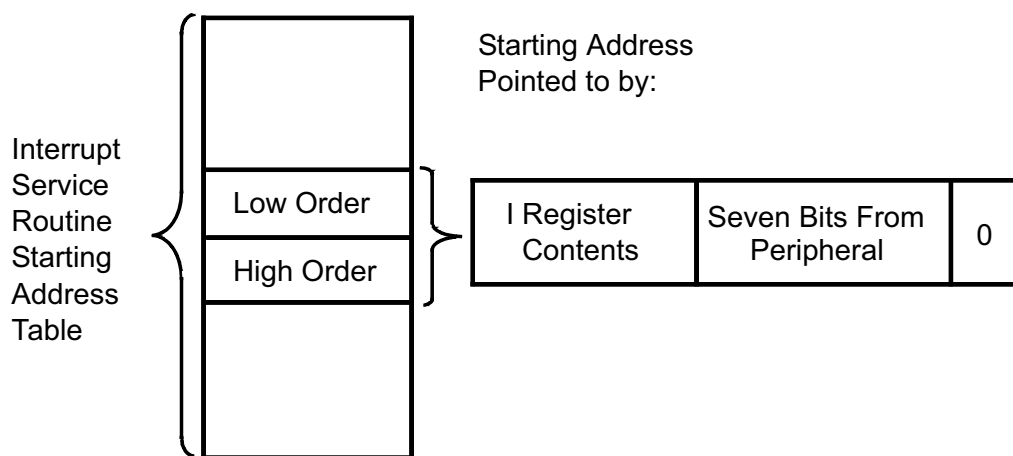 Starting Address
Pointed to by:
Interrupt
Service
Routine
Starting
Address
Table
Low Order
High Order
I Register
Contents
Seven Bits From
Peripheral
0